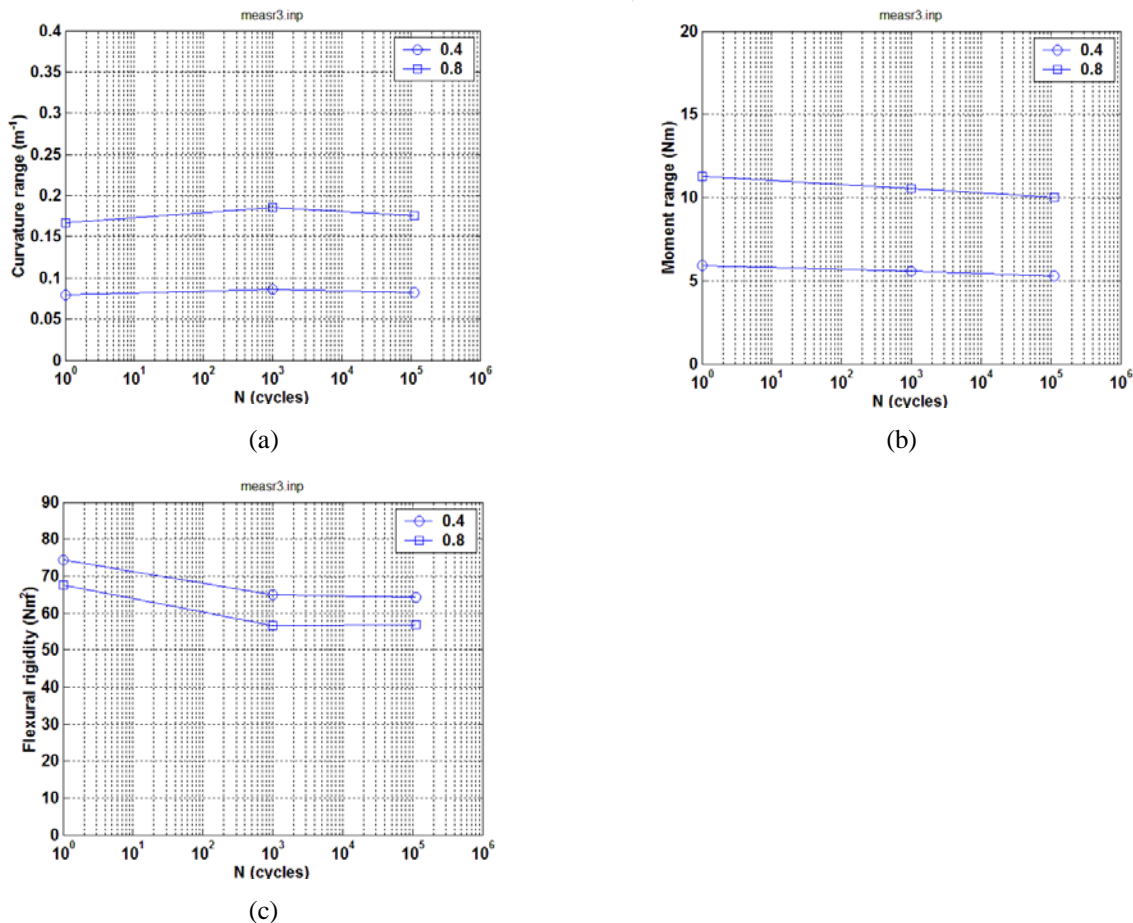 measr3.inp
0.4
0.8
0.4
0.35
0.3
0.25
0.2
0.15
0.1
0.05
0
Curvature range (m⁻¹)
10⁰ 10¹ 10² 10³ 10⁴ 10⁵ 10⁶
N (cycles)
(a)
measr3.inp
0.4
0.8
20
15
10
5
0
Moment range (Nm)
10⁰ 10¹ 10² 10³ 10⁴ 10⁵ 10⁶
N (cycles)
(b)
measr3.inp
0.4
0.8
90
80
70
60
50
40
30
20
10
0
Flexural rigidity (Nm²)
10⁰ 10¹ 10² 10³ 10⁴ 10⁵ 10⁶
N (cycles)
(c)